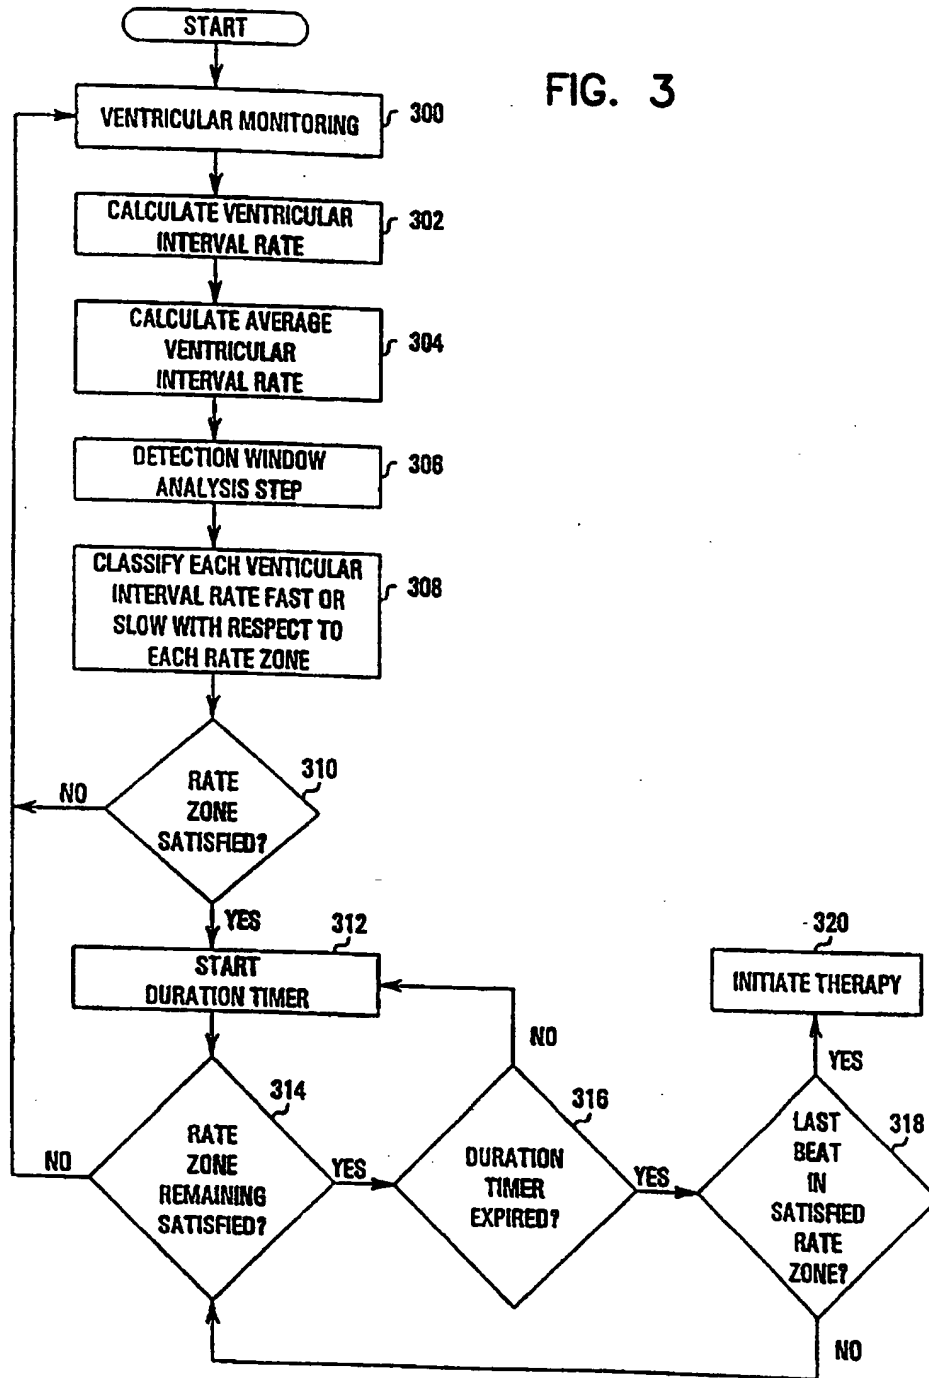 START
FIG. 3
VENTRICULAR MONITORING
300
CALCULATE VENTRICULAR
INTERVAL RATE
302
CALCULATE AVERAGE
VENTRICULAR
INTERVAL RATE
304
DETECTION WINDOW
ANALYSIS STEP
306
CLASSIFY EACH VENTICULAR
INTERVAL RATE FAST OR
SLOW WITH RESPECT TO
EACH RATE ZONE
308
RATE
ZONE
SATISFIED?
310
NO
YES
312
START
DURATION TIMER
320
INITIATE THERAPY
NO
YES
314
RATE
ZONE
REMAINING
SATISFIED?
NO
YES
316
DURATION
TIMER
EXPIRED?
YES
318
LAST
BEAT
IN
SATISFIED
RATE
ZONE?
NO